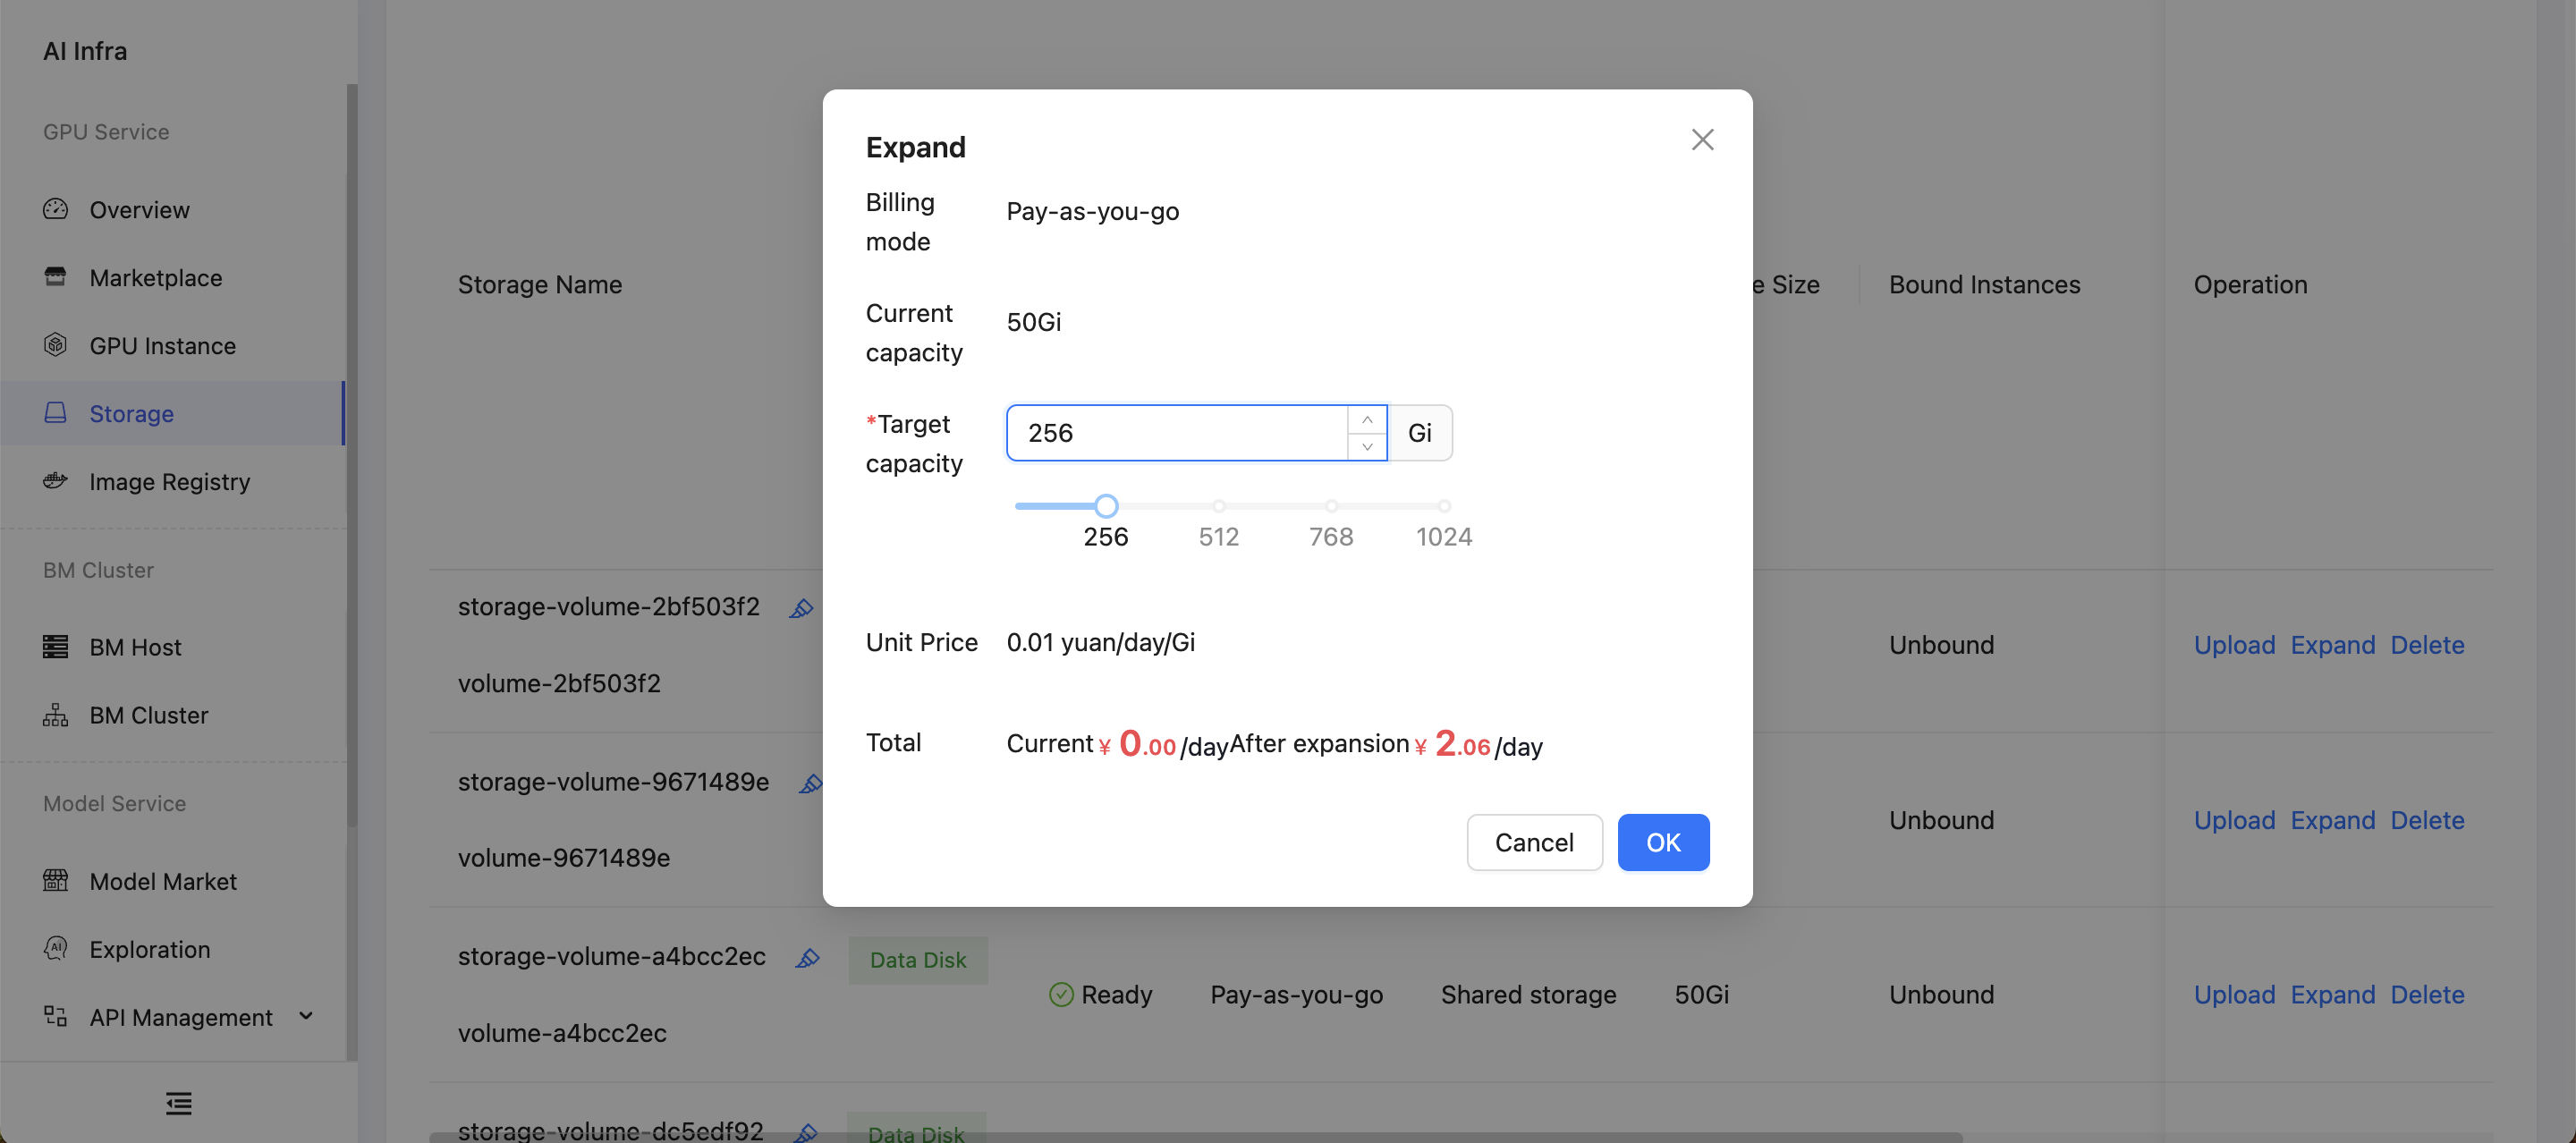 AI Infra
GPU Service
Overview
Marketplace
GPU Instance
Storage
Image Registry
BM Cluster
BM Host
BM Cluster
Model Service
Model Market
Exploration
API Management
Storage Name
e Size
Bound Instances
Operation
Expand
Billing mode
Pay-as-you-go
Current capacity
50Gi
*Target capacity
256
Gi
256 512 768 1024
Unit Price
0.01 yuan/day/Gi
Total
Current ¥ 0.00 /dayAfter expansion ¥ 2.06 /day
Cancel
OK
storage-volume-2bf503f2
volume-2bf503f2
Unbound
Upload Expand Delete
storage-volume-9671489e
volume-9671489e
Unbound
Upload Expand Delete
storage-volume-a4bcc2ec
Data Disk
volume-a4bcc2ec
Ready
Pay-as-you-go
Shared storage
50Gi
Unbound
Upload Expand Delete
storage-volume-dc5edf92
Data Disk